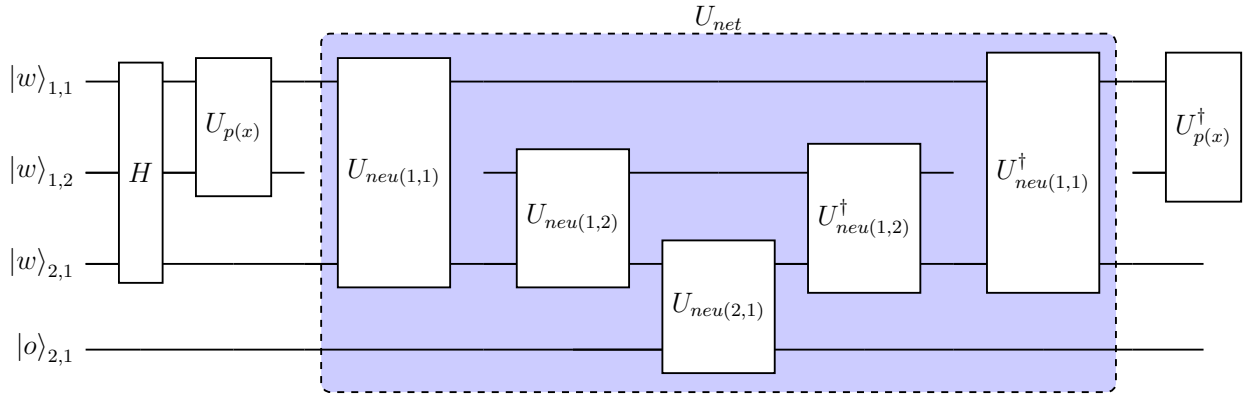 U_{net}
|w⟩_{1,1}
|w⟩_{1,2}
|w⟩_{2,1}
|o⟩_{2,1}
H
U_{p(x)}
U_{neu(1,1)}
U_{neu(1,2)}
U_{neu(2,1)}
U^†_{neu(1,2)}
U^†_{neu(1,1)}
U^†_{p(x)}